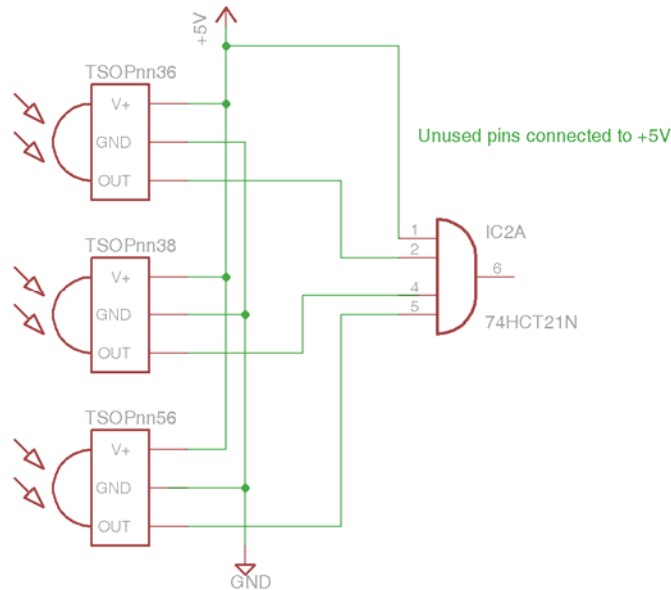 +5V
TSOPnn36
V+
GND
OUT
Unused pins connected to +5V
TSOPnn38
V+
GND
OUT
1
2
4
5
6
IC2A
74HCT21N
TSOPnn56
V+
GND
OUT
GND